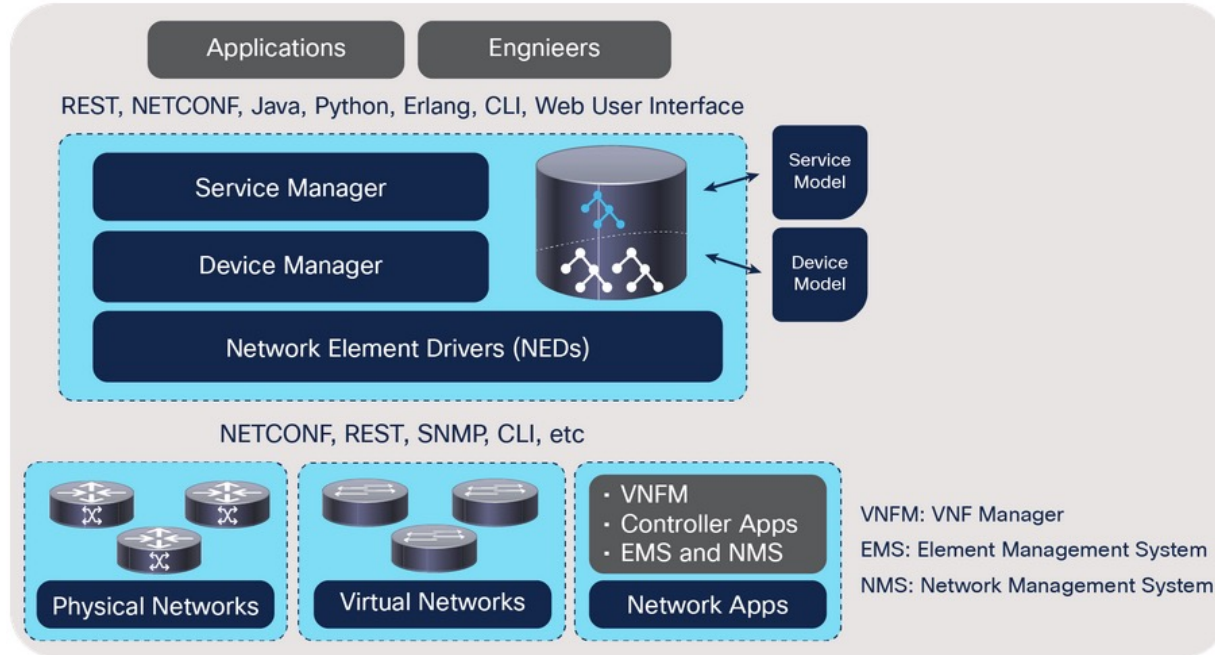 Applications
Engnieers
REST, NETCONF, Java, Python, Erlang, CLI, Web User Interface
Service Manager
Service
Model
Device Manager
Device
Model
Network Element Drivers (NEDs)
NETCONF, REST, SNMP, CLI, etc
Physical Networks
Virtual Networks
· VNFM
· Controller Apps
· EMS and NMS
Network Apps
VNFM: VNF Manager
EMS: Element Management System
NMS: Network Management System